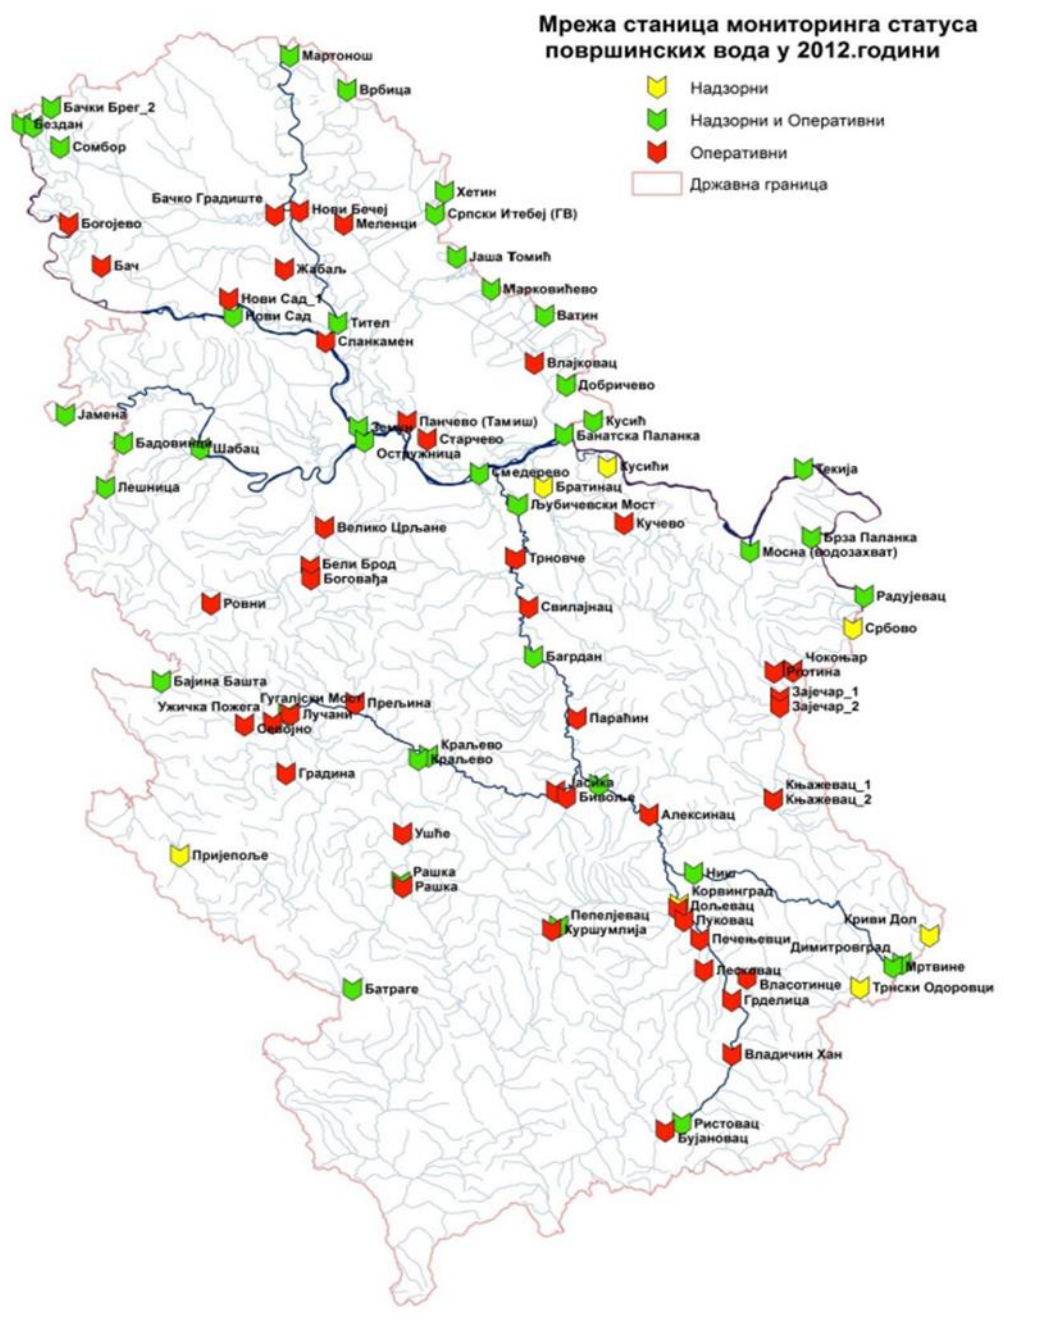 Мрежа станица мониторинга статуса
површинских вода у 2012.години
Надзорни
Надзорни и Оперативни
Оперативни
Државна граница
Мартонош
Врбица
Бачки Брег_2
Бездан
Сомбор
Хетин
Бачко Градиште
Нови Бечеј
Српски Итебеј (ГВ)
Меленци
Богојево
Јаша Томић
Бач
Жабаљ
Марковићево
Нови Сад_1
Нови Сад
Ватин
Тител
Сланкамен
Влајковац
Добричево
Јамена
Панчево (Тамиш)
Кусић
Земун
Банатска Паланка
Старчево
Бадовинци
Шабац
Остружница
Кусићи
Текија
Смедерево
Братинац
Лешница
Љубичевски Мост
Кучево
Велико Црљане
Брза Паланка
Мосна (водозахват)
Трновче
Бели Брод
Боговађа
Радујевац
Ровни
Свилајнац
Србово
Багрдан
Чокоњар
Рготина
Бајина Башта
Зајечар_1
Гугаљски Мост
Прељина
Ужичка Пожега
Зајечар_2
Лучани
Параћин
Севојно
Краљево
Краљево
Градина
Јасика
Књажевац_1
Бивоље
Књажевац_2
Алексинац
Ушће
Пријепоље
Рашка
Ниш
Рашка
Корвинград
Дољевац
Пепељевац
Луковац
Криви Дол
Куршумлија
Печењевци
Димитровград
Мртвине
Лесковац
Власотинце
Трнски Одоровци
Батраге
Грделица
Владичин Хан
Ристовац
Бујановац